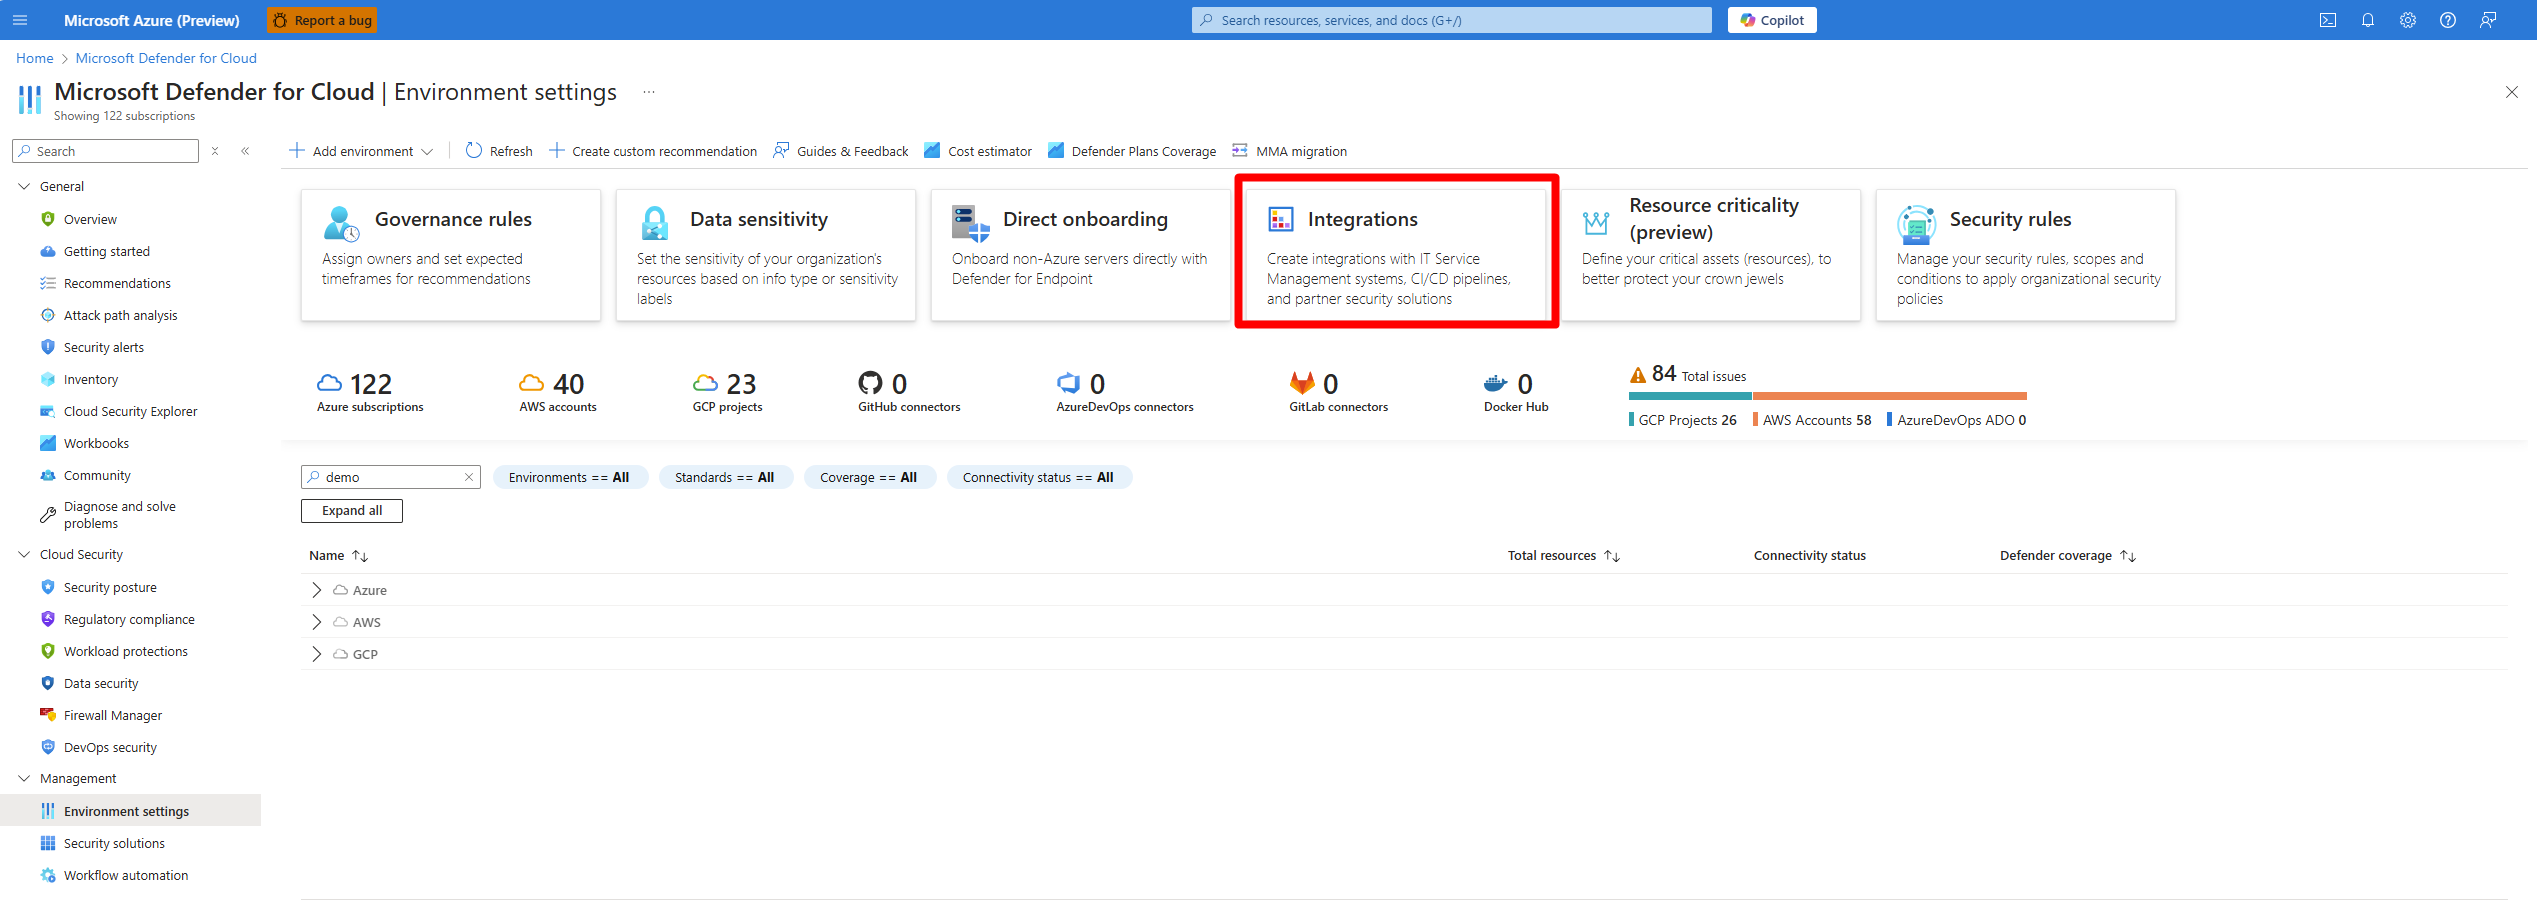 Microsoft Azure (Preview)
Report a bug
Search resources, services, and docs (G+/)
Copilot
Home > Microsoft Defender for Cloud
Microsoft Defender for Cloud | Environment settings ...
Showing 122 subscriptions
Search
Add environment
Refresh
Create custom recommendation
Guides & Feedback
Cost estimator
Defender Plans Coverage
MMA migration
General
Overview
Getting started
Recommendations
Attack path analysis
Security alerts
Inventory
Cloud Security Explorer
Workbooks
Community
Diagnose and solve
problems
Cloud Security
Security posture
Regulatory compliance
Workload protections
Data security
Firewall Manager
DevOps security
Management
Environment settings
Security solutions
Workflow automation
Governance rules
Assign owners and set expected
timeframes for recommendations
Data sensitivity
Set the sensitivity of your organization's
resources based on info type or sensitivity
labels
Direct onboarding
Onboard non-Azure servers directly with
Defender for Endpoint
Integrations
Create integrations with IT Service
Management systems, CI/CD pipelines,
and partner security solutions
Resource criticality
(preview)
Define your critical assets (resources), to
better protect your crown jewels
Security rules
Manage your security rules, scopes and
conditions to apply organizational security
policies
122
Azure subscriptions
40
AWS accounts
23
GCP projects
0
GitHub connectors
0
AzureDevOps connectors
0
GitLab connectors
0
Docker Hub
84 Total issues
GCP Projects 26
AWS Accounts 58
AzureDevOps ADO 0
demo
Environments == All
Standards == All
Coverage == All
Connectivity status == All
Expand all
Name
Total resources
Connectivity status
Defender coverage
Azure
AWS
GCP